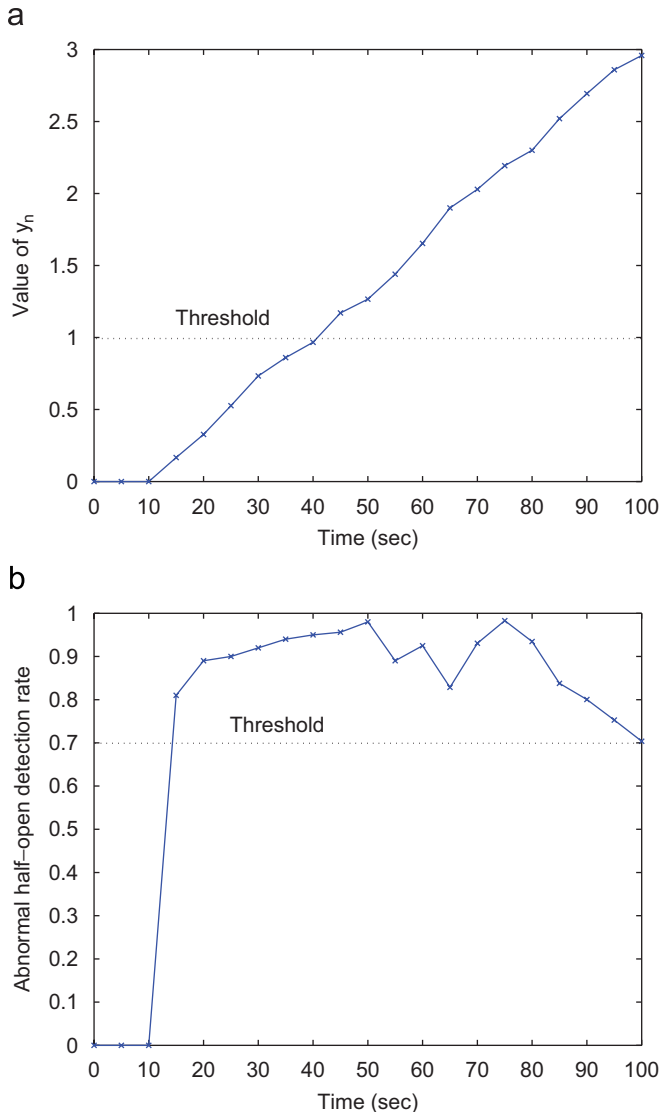 a
3
2.5
2
1.5
1
0.5
0
Value of yn
Threshold
0 10 20 30 40 50 60 70 80 90 100
Time (sec)
b
1
0.9
0.8
0.7
0.6
0.5
0.4
0.3
0.2
0.1
0
Abnormal half−open detection rate
Threshold
0 10 20 30 40 50 60 70 80 90 100
Time (sec)